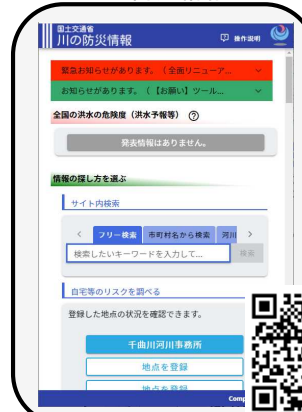 国土交通省
川の防災情報
操作説明
緊急お知らせがあります。（全面リニューア...
お知らせがあります。（【お願い】ツール...
全国の洪水の危険度（洪水予報等） ?
発表情報はありません。
情報の探し方を選ぶ
サイト内検索
< フリー検索 市町村名から検索 河川 >
検索したいキーワードを入力して... 検索
自宅等のリスクを調べる
登録した地点の状況を確認できます。
千曲川河川事務所
地点を登録
地点を登録
Comp